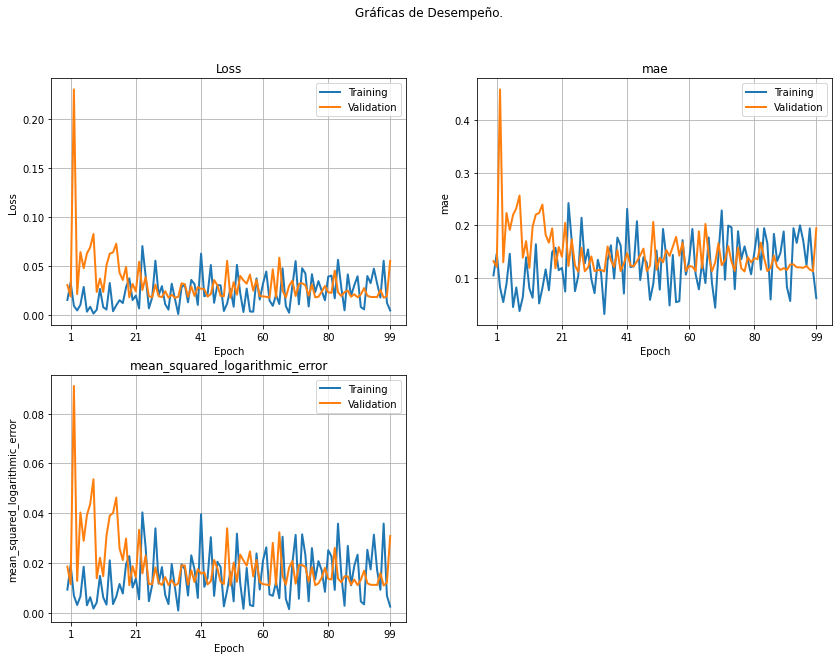 Gráficas de Desempeño.
Loss
Training
Validation
0.20
0.15
0.10
0.05
0.00
Loss
1 21 41 60 80 99
Epoch
mae
Training
Validation
0.4
0.3
0.2
0.1
mae
1 21 41 60 80 99
Epoch
mean_squared_logarithmic_error
Training
Validation
0.08
0.06
0.04
0.02
0.00
mean_squared_logarithmic_error
1 21 41 60 80 99
Epoch